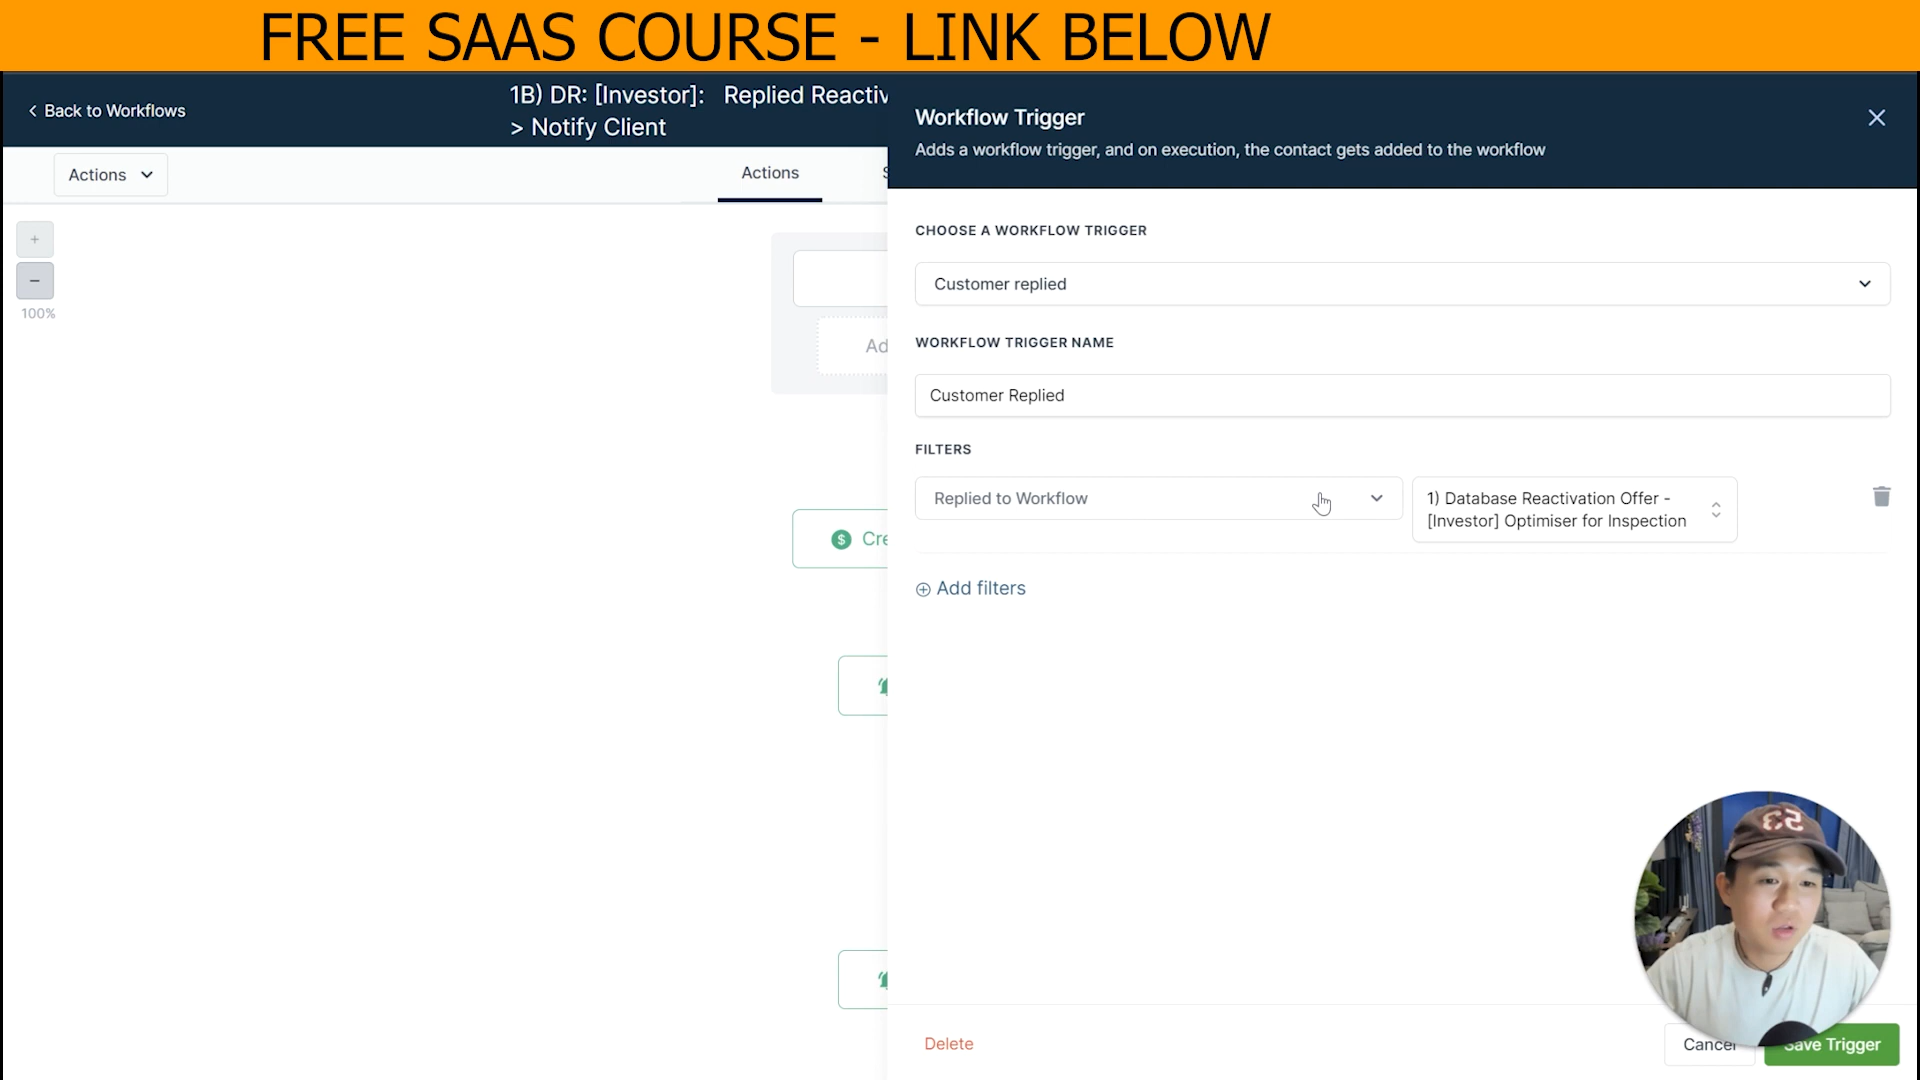 FREE SAAS COURSE - LINK BELOW
Back to Workflows
1B) DR: [Investor]: Replied Reactiv
> Notify Client
Workflow Trigger
Adds a workflow trigger, and on execution, the contact gets added to the workflow
Actions
Actions
CHOOSE A WORKFLOW TRIGGER
Customer replied
WORKFLOW TRIGGER NAME
Customer Replied
FILTERS
Replied to Workflow
1) Database Reactivation Offer -
[Investor] Optimiser for Inspection
Add filters
+
−
100%
Ad
$ Cre
Delete
Cancel
Save Trigger